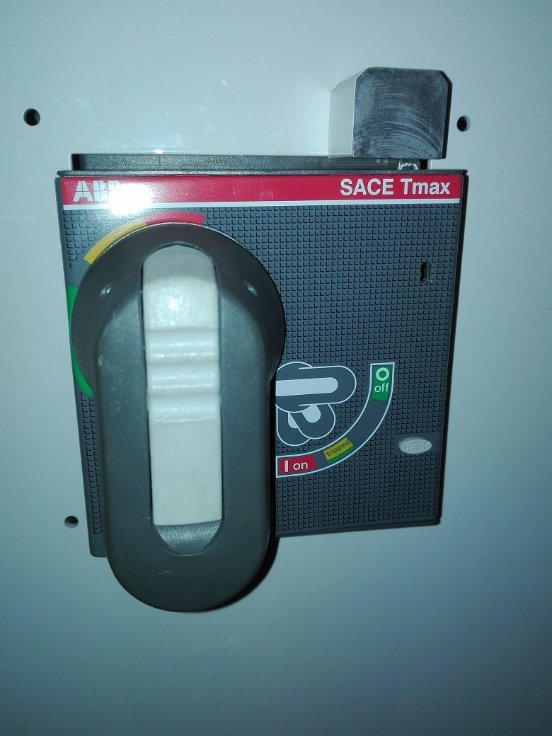 ABB
SACE Tmax
O
off
tripped
I on